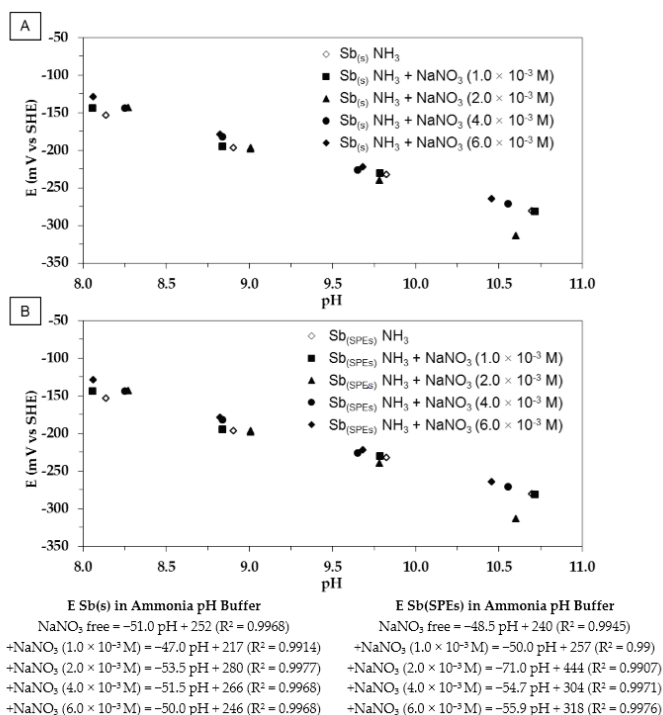 A
-50
-100
-150
-200
-250
-300
-350
E (mV vs SHE)
8.0 8.5 9.0 9.5 10.0 10.5 11.0
pH
Sb(s) NH₃
Sb(s) NH₃ + NaNO₃ (1.0 × 10⁻³ M)
Sb(s) NH₃ + NaNO₃ (2.0 × 10⁻³ M)
Sb(s) NH₃ + NaNO₃ (4.0 × 10⁻³ M)
Sb(s) NH₃ + NaNO₃ (6.0 × 10⁻³ M)
B
-50
-100
-150
-200
-250
-300
-350
E (mV vs SHE)
8.0 8.5 9.0 9.5 10.0 10.5 11.0
pH
Sb(SPEs) NH₃
Sb(SPEs) NH₃ + NaNO₃ (1.0 × 10⁻³ M)
Sb(SPEs) NH₃ + NaNO₃ (2.0 × 10⁻³ M)
Sb(SPEs) NH₃ + NaNO₃ (4.0 × 10⁻³ M)
Sb(SPEs) NH₃ + NaNO₃ (6.0 × 10⁻³ M)
E Sb(s) in Ammonia pH Buffer
NaNO₃ free = −51.0 pH + 252 (R² = 0.9968)
+NaNO₃ (1.0 × 10⁻³ M) = −47.0 pH + 217 (R² = 0.9914)
+NaNO₃ (2.0 × 10⁻³ M) = −53.5 pH + 280 (R² = 0.9977)
+NaNO₃ (4.0 × 10⁻³ M) = −51.5 pH + 266 (R² = 0.9968)
+NaNO₃ (6.0 × 10⁻³ M) = −50.0 pH + 246 (R² = 0.9968)
E Sb(SPEs) in Ammonia pH Buffer
NaNO₃ free = −48.5 pH + 240 (R² = 0.9945)
+NaNO₃ (1.0 × 10⁻³ M) = −50.0 pH + 257 (R² = 0.99)
+NaNO₃ (2.0 × 10⁻³ M) = −71.0 pH + 444 (R² = 0.9907)
+NaNO₃ (4.0 × 10⁻³ M) = −54.7 pH + 304 (R² = 0.9971)
+NaNO₃ (6.0 × 10⁻³ M) = −55.9 pH + 318 (R² = 0.9976)